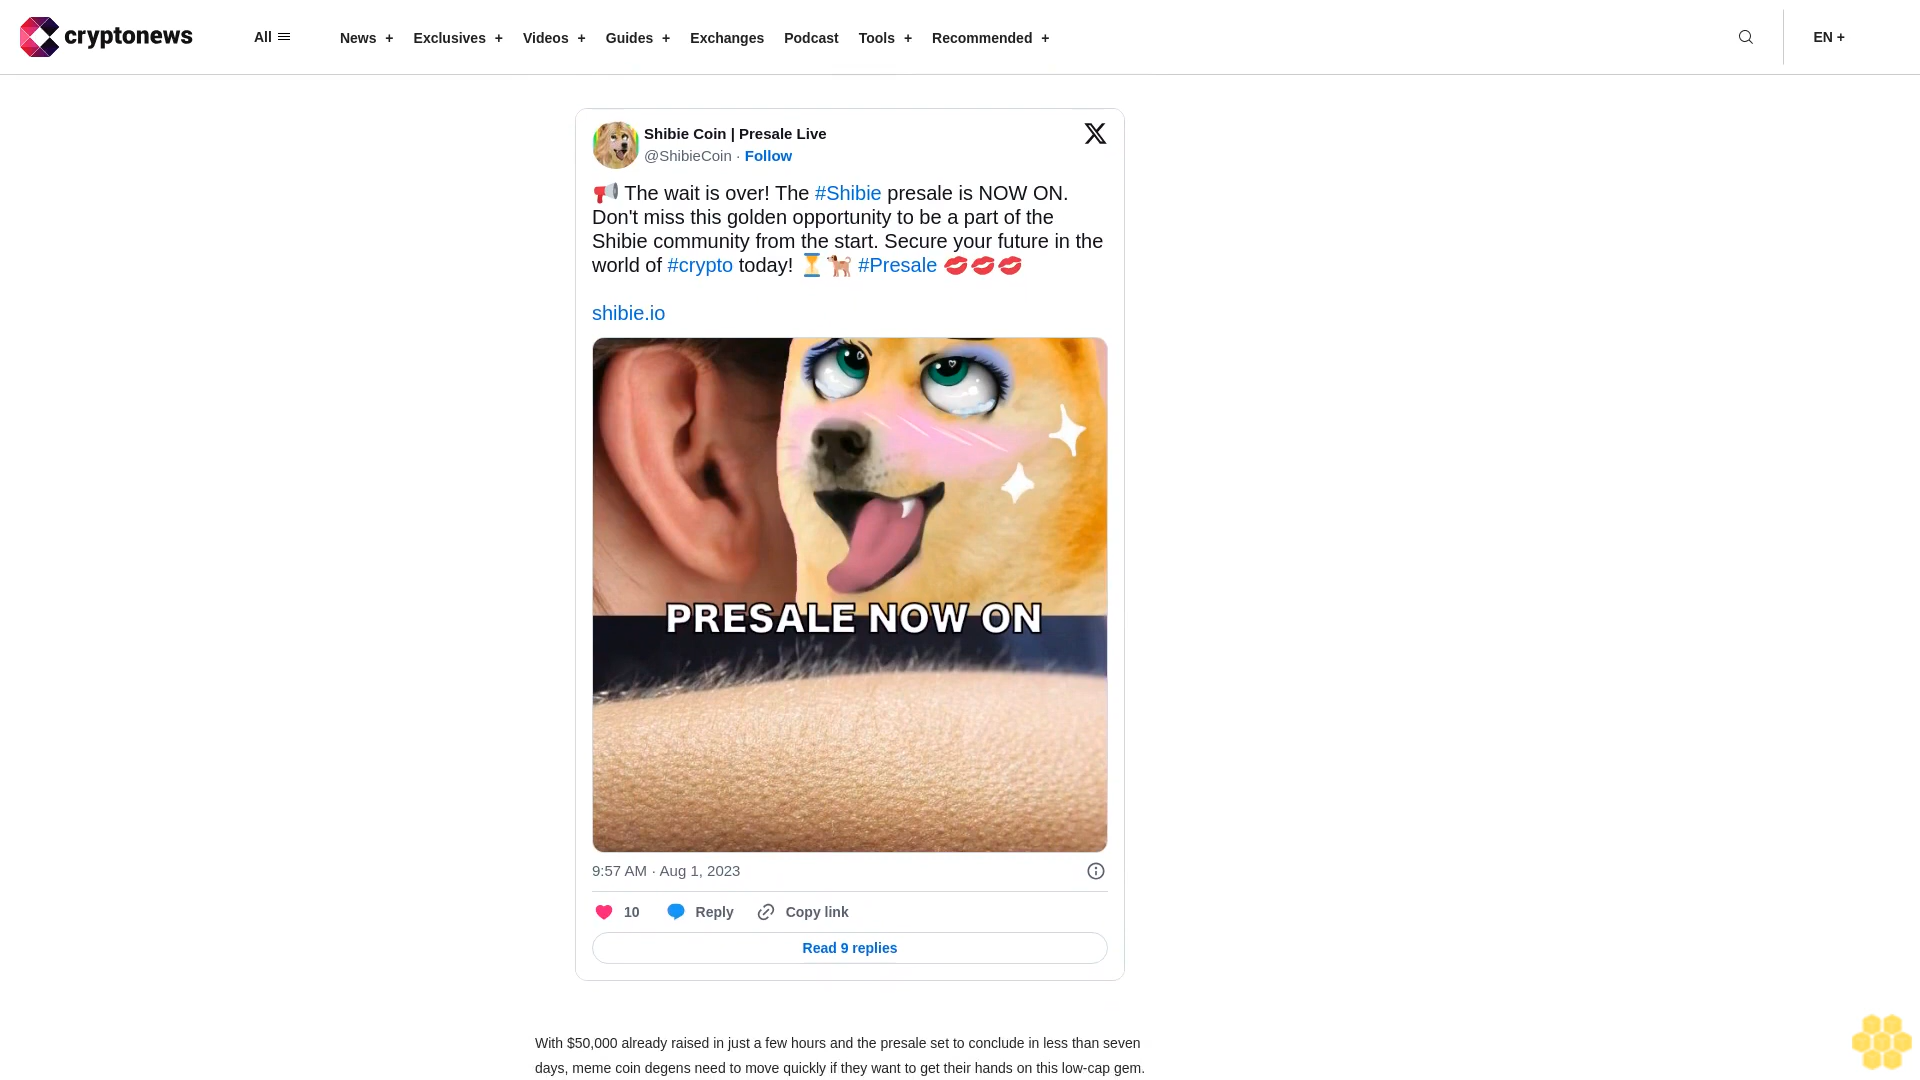 cryptonews
All
News +
Exclusives +
Videos +
Guides +
Exchanges
Podcast
Tools +
Recommended +
EN +
Shibie Coin | Presale Live
@ShibieCoin · Follow
📢 The wait is over! The #Shibie presale is NOW ON.
Don't miss this golden opportunity to be a part of the
Shibie community from the start. Secure your future in the
world of #crypto today! ⏳🐕 #Presale 💋💋💋
shibie.io
PRESALE NOW ON
9:57 AM · Aug 1, 2023
10
Reply
Copy link
Read 9 replies
With $50,000 already raised in just a few hours and the presale set to conclude in less than seven
days, meme coin degens need to move quickly if they want to get their hands on this low-cap gem.